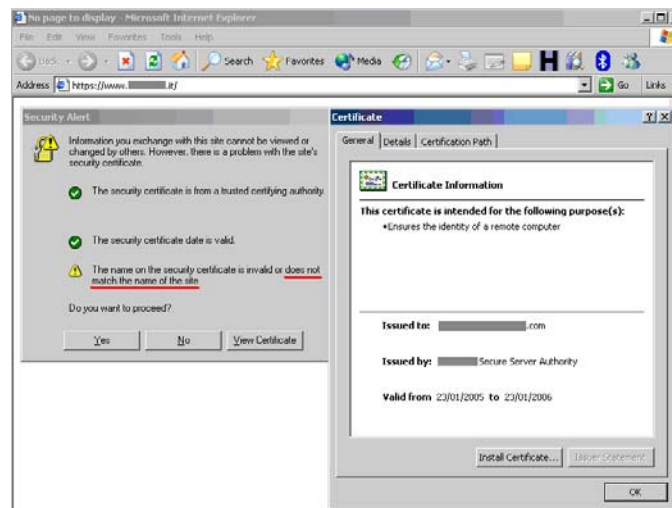 No page to display - Microsoft Internet Explorer
File Edit View Favorites Tools Help
Back Search Favorites Media
Address https://www. .it/ Go Links
Security Alert
Information you exchange with this site cannot be viewed or
changed by others. However, there is a problem with the site's
security certificate.
The security certificate is from a trusted certifying authority
The security certificate date is valid.
The name on the security certificate is invalid or does not
match the name of the site
Do you want to proceed?
Yes No View Certificate
Certificate
General Details Certification Path
Certificate Information
This certificate is intended for the following purpose(s):
•Ensures the identity of a remote computer
Issued to: .com
Issued by: Secure Server Authority
Valid from 23/01/2005 to 23/01/2006
Install Certificate... Issuer Statement
OK